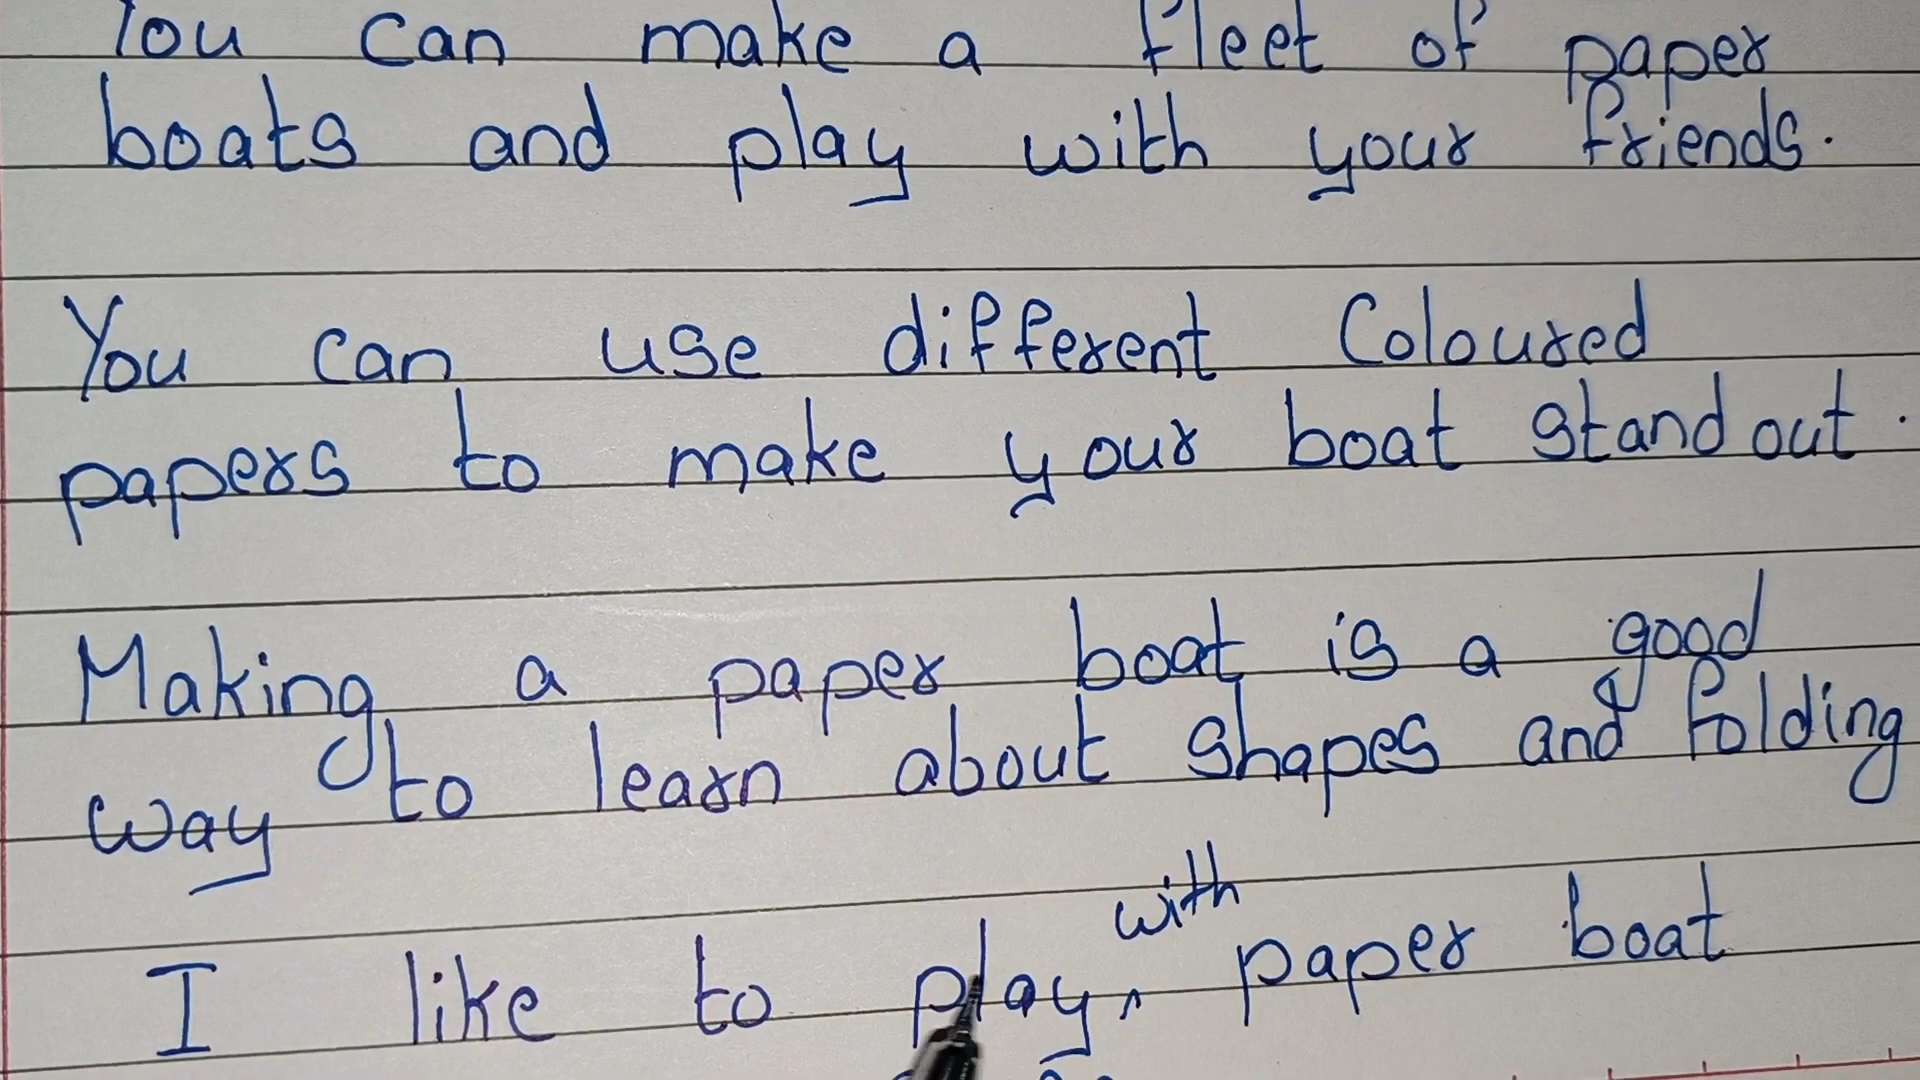 You can make a fleet of paper
boats and play with your friends.
You can use different Coloured
papers to make your boat stand out.
Making a paper boat is a good
way to learn about shapes and folding
I like to play with paper boat